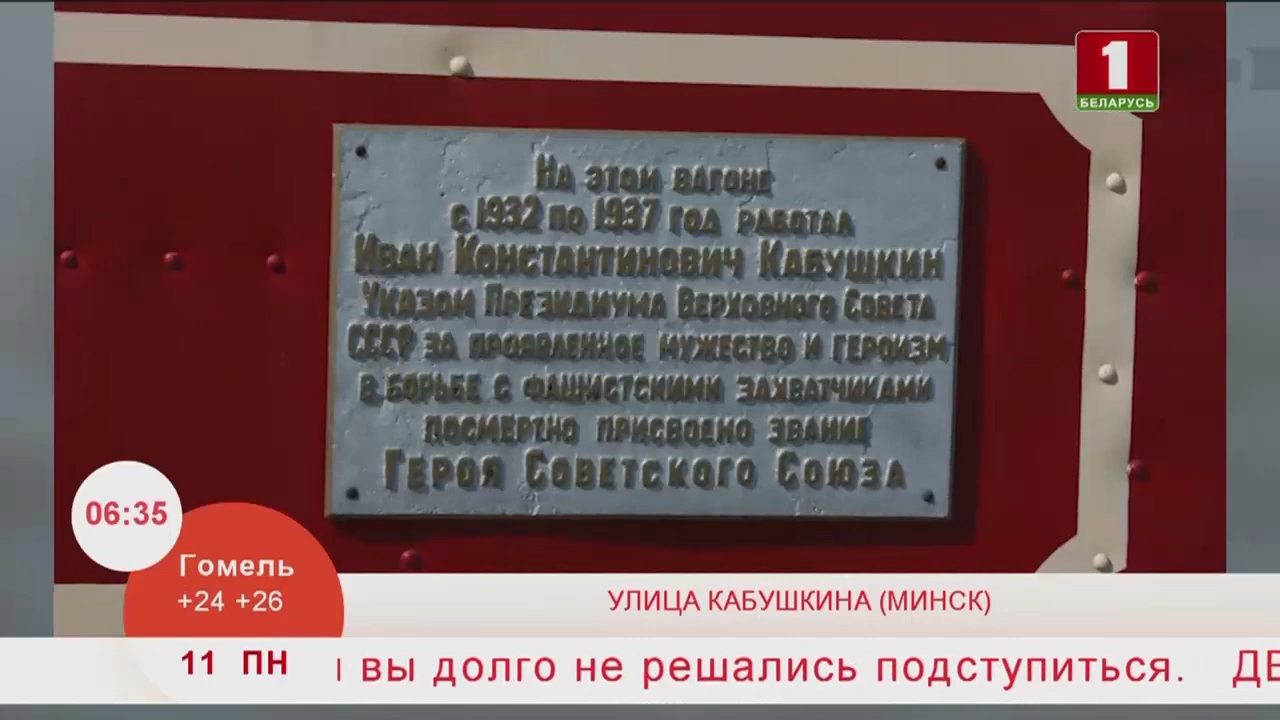 1
БЕЛАРУСЬ
На этом вагоне
с 1932 по 1937 год работал
Иван Константинович Кабушкин
Указом Президиума Верховного Совета
СССР за проявленное мужество и героизм
в борьбе с фашистскими захватчиками
посмертно присвоено звание
Героя Советского Союза
06:35
Гомель
+24 +26
УЛИЦА КАБУШКИНА (МИНСК)
11 ПН
вы долго не решались подступиться.